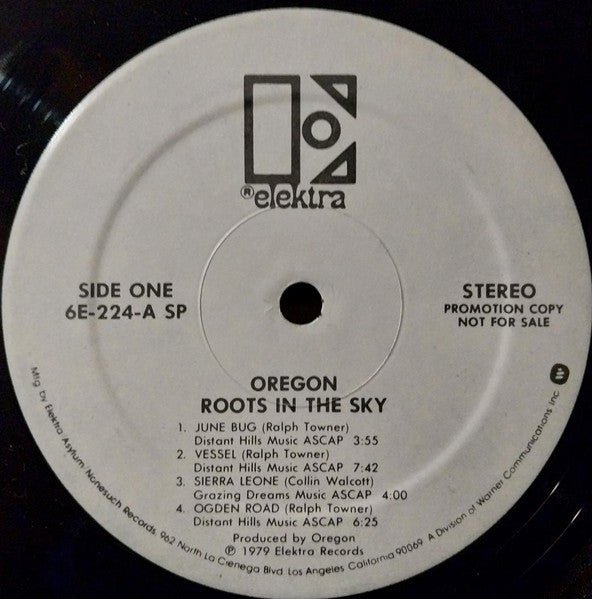 ® elektra
SIDE ONE
6E-224-A SP
STEREO
PROMOTION COPY
NOT FOR SALE
OREGON
ROOTS IN THE SKY
1. JUNE BUG (Ralph Towner)
Distant Hills Music ASCAP 3:55
2. VESSEL (Ralph Towner)
Distant Hills Music ASCAP 7:42
3. SIERRA LEONE (Collin Walcott)
Grazing Dreams Music ASCAP 4:00
4. OGDEN ROAD (Ralph Towner)
Distant Hills Music ASCAP 6:25
Produced by Oregon
℗ 1979 Elektra Records
Mfg by Elektra Asylum Nonesuch Records, 962 North La Cienega Blvd Los Angeles California 90069 A Division of Warner Communications Inc